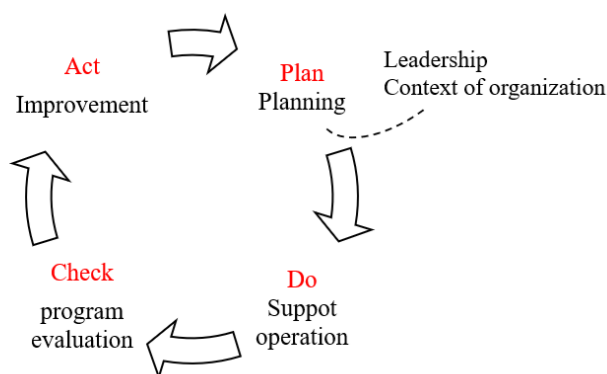 Act
Improvement
Plan
Planning
Leadership
Context of organization
Do
Suppot
operation
Check
program
evaluation